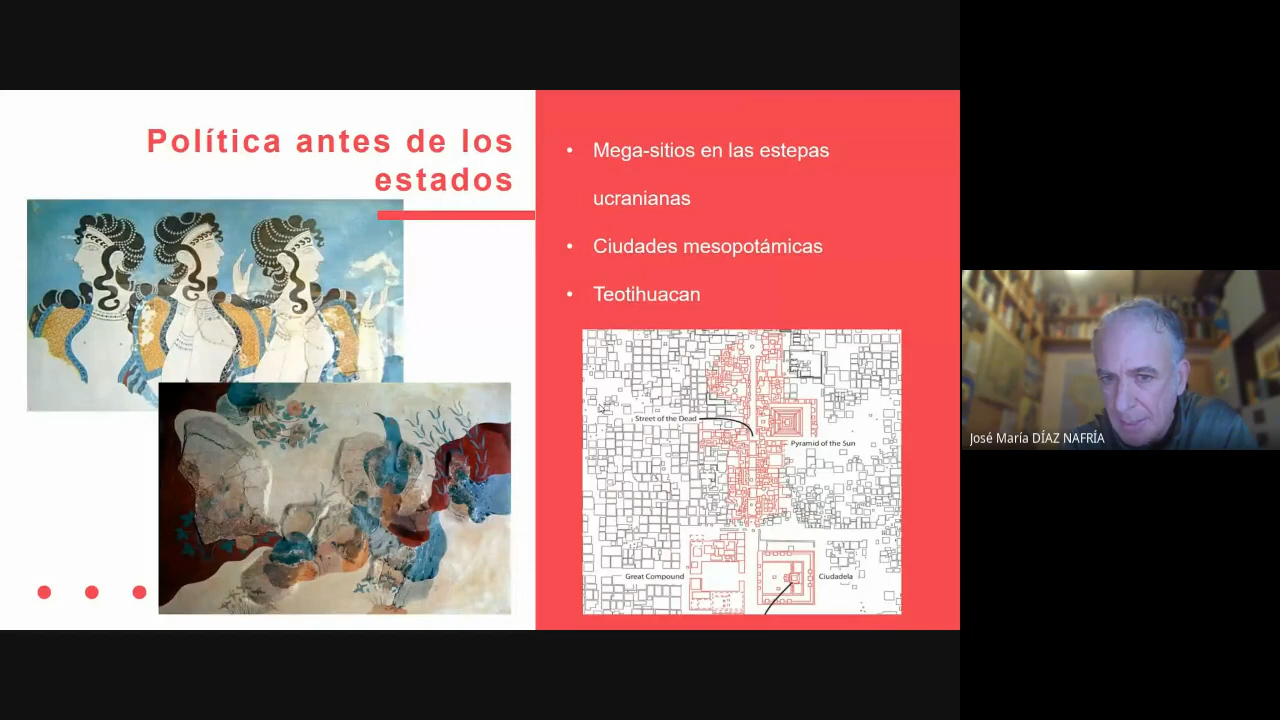 Política antes de los
estados
• Mega-sitios en las estepas
ucranianas
• Ciudades mesopotámicas
• Teotihuacan
Street of the Dead
Pyramid of the Sun
Great Compound
Ciudadela
José María DÍAZ NAFRÍA